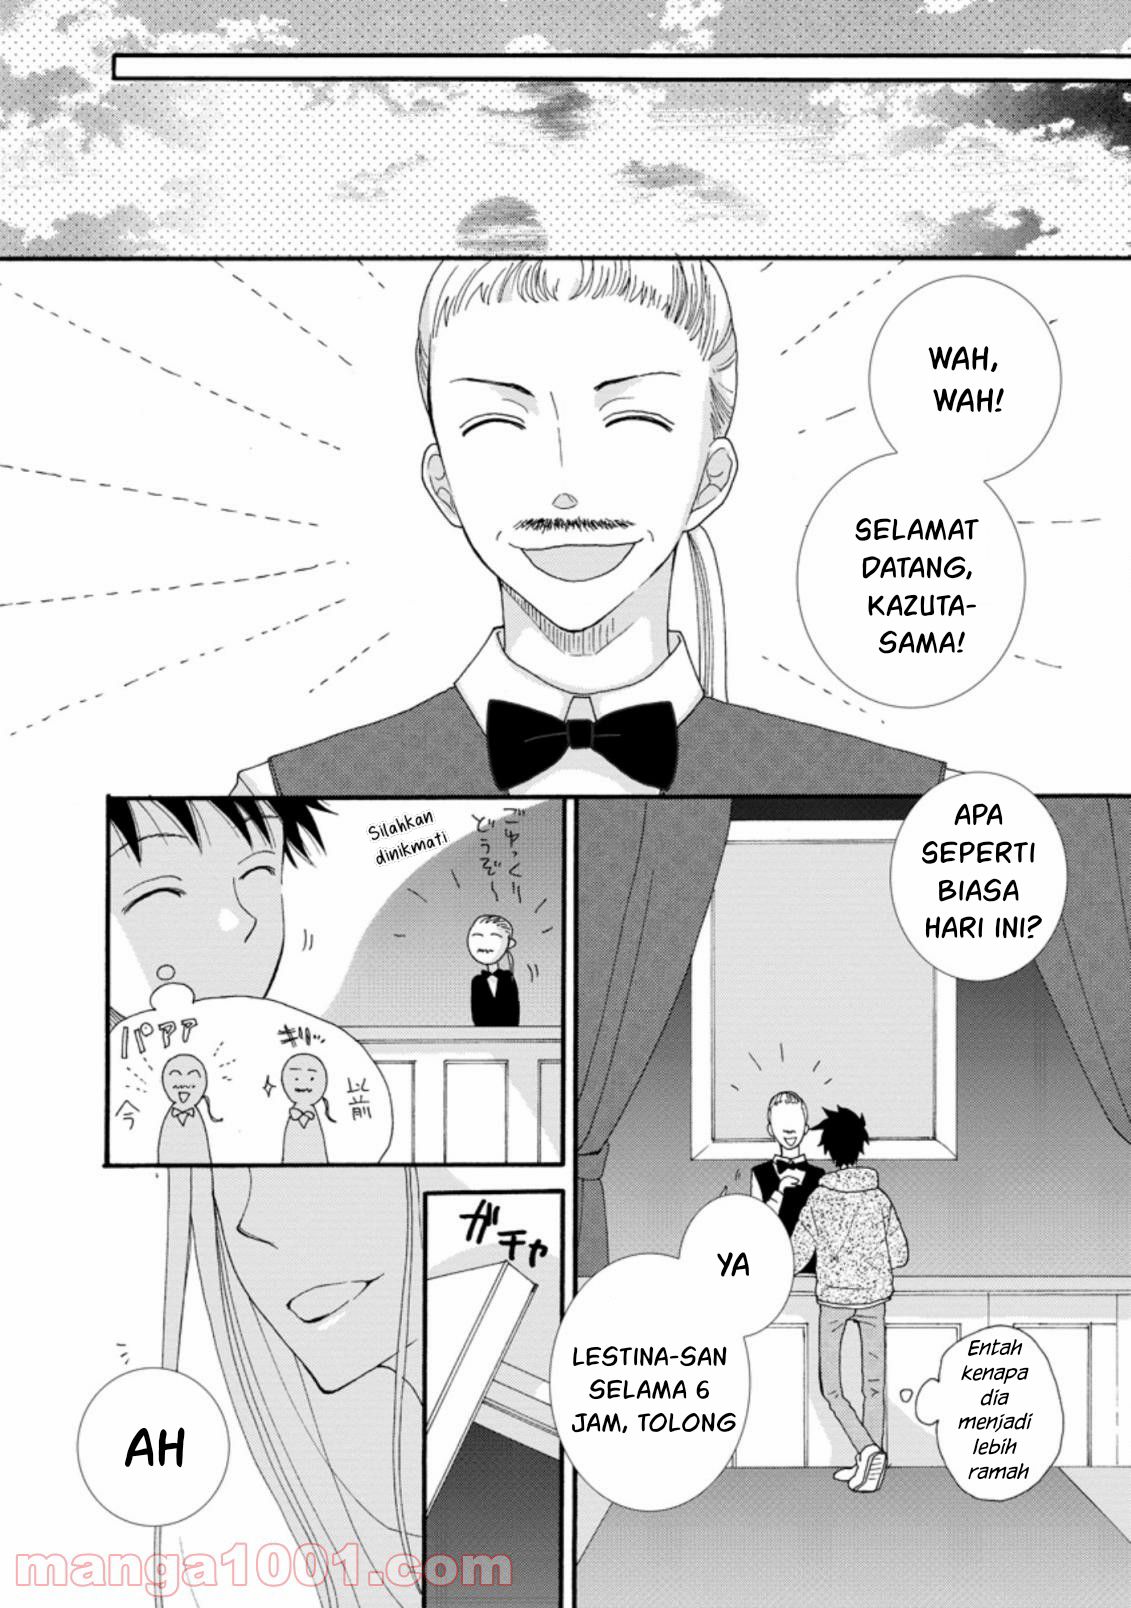 WAH,
WAH!
SELAMAT
DATANG,
KAZUTA-
SAMA!
APA
SEPERTI
BIASA
HARI INI?
YA
LESTINA-SAN
SELAMA 6
JAM, TOLONG
Entah
kenapa
dia
menjadi
lebih
ramah
Silahkan
dinikmati
ごゆっくり
どうぞ〜
キリッ
以前
パアア
今
ガチャ
AH
manga1001.com